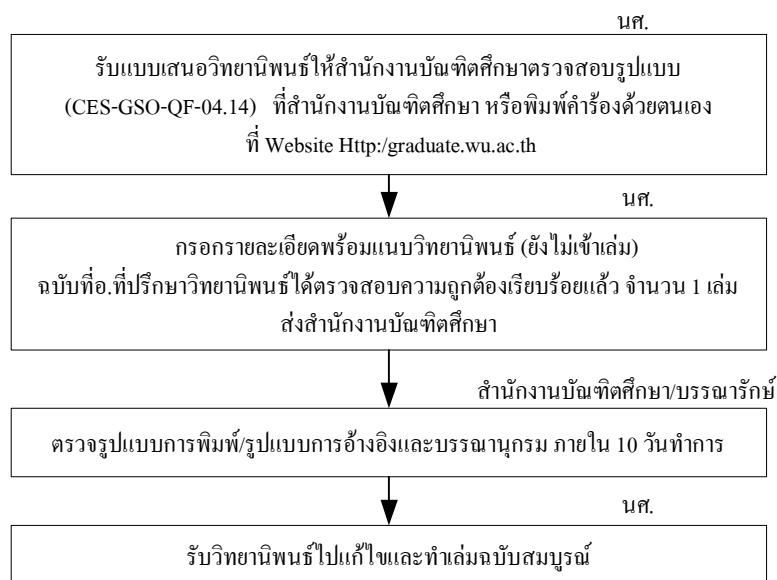 นศ.
รับแบบเสนอวิทยานิพนธ์ให้สำนักงานบัณฑิตศึกษาตรวจสอบรูปแบบ
(CES-GSO-QF-04.14) ที่สำนักงานบัณฑิตศึกษา หรือพิมพ์คำร้องด้วยตนเอง
ที่ Website Http:/graduate.wu.ac.th
นศ.
กรอกรายละเอียดพร้อมแนบวิทยานิพนธ์ (ยังไม่เข้าเล่ม)
ฉบับที่อ.ที่ปรึกษาวิทยานิพนธ์ได้ตรวจสอบความถูกต้องเรียบร้อยแล้ว จำนวน 1 เล่ม
ส่งสำนักงานบัณฑิตศึกษา
สำนักงานบัณฑิตศึกษา/บรรณารักษ์
ตรวจรูปแบบการพิมพ์/รูปแบบการอ้างอิงและบรรณานุกรม ภายใน 10 วันทำการ
นศ.
รับวิทยานิพนธ์ไปแก้ไขและทำเล่มฉบับสมบูรณ์